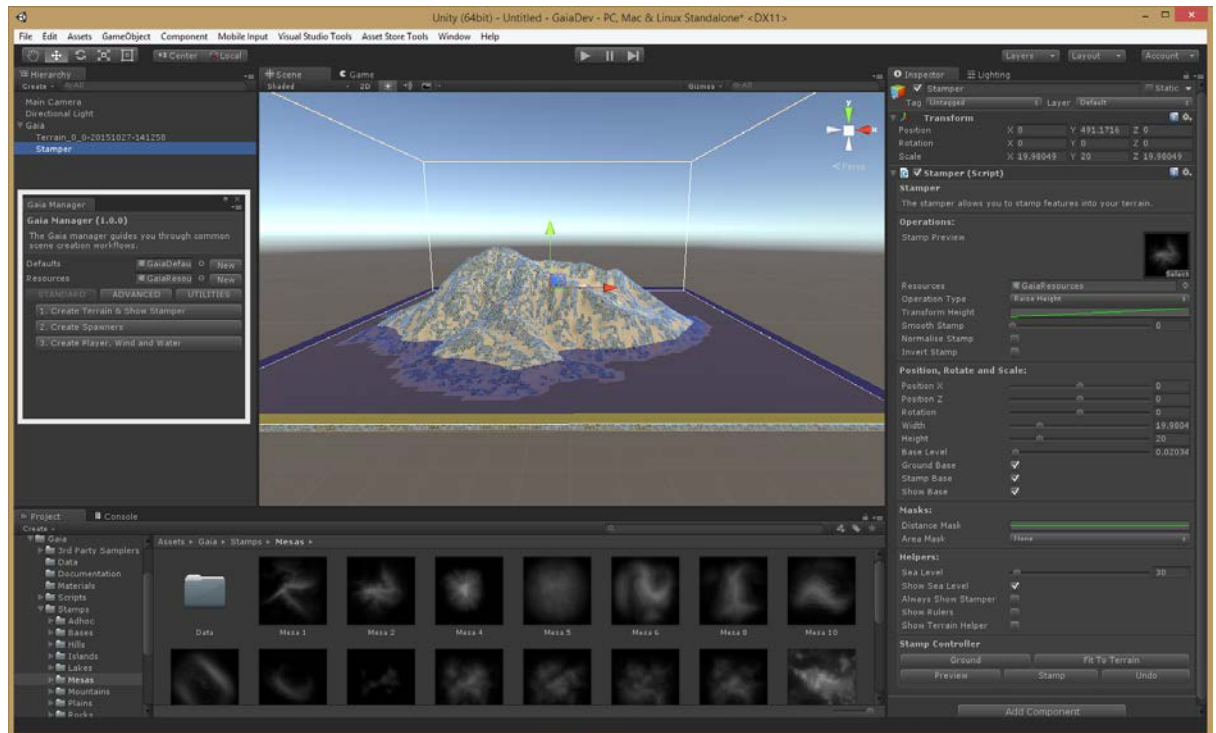 Unity (64bit) - Untitled - GaiaDev - PC, Mac & Linux Standalone* <DX11>
File Edit Assets GameObject Component Mobile Input Visual Studio Tools Asset Store Tools Window Help
Center Local Layers Layout Account
Hierarchy
Create All
Main Camera
Directional Light
Gaia
Terrain_0_0-20151027-141258
Stamper
Gaia Manager
Gaia Manager (1.0.0)
The Gaia manager guides you through common
scene creation workflows.
Defaults GaiaDefau New
Resources GaiaResou New
STANDARD ADVANCED UTILITIES
1. Create Terrain & Show Stamper
2. Create Spawners
3. Create Player, Wind and Water
Scene Game
Shaded 2D Gizmos All
y
x
Persp
Inspector Lighting
Stamper Static
Tag Untagged Layer Default
Transform
Position X 0 Y 491.1716 Z 0
Rotation X 0 Y 0 Z 0
Scale X 19.98049 Y 20 Z 19.98049
Stamper (Script)
Stamper
The stamper allows you to stamp features into your terrain.
Operations:
Stamp Preview
Select
Resources GaiaResources
Operation Type Raise Height
Transform Height
Smooth Stamp 0
Normalise Stamp
Invert Stamp
Position, Rotate and Scale:
Position X 0
Position Z 0
Rotation 0
Width 19.9804
Height 20
Base Level 0.02034
Ground Base
Stamp Base
Show Base
Masks:
Distance Mask
Area Mask None
Helpers:
Sea Level 30
Show Sea Level
Always Show Stamper
Show Rulers
Show Terrain Helper
Stamp Controller
Ground Fit To Terrain
Preview Stamp Undo
Add Component
Project Console
Create
Gaia
3rd Party Samplers
Data
Documentation
Materials
Scripts
Stamps
Adhoc
Bases
Hills
Islands
Lakes
Mesas
Mountains
Plains
Rocks
Assets Gaia Stamps Mesas
Data Mesa 1 Mesa 2 Mesa 4 Mesa 5 Mesa 6 Mesa 8 Mesa 10